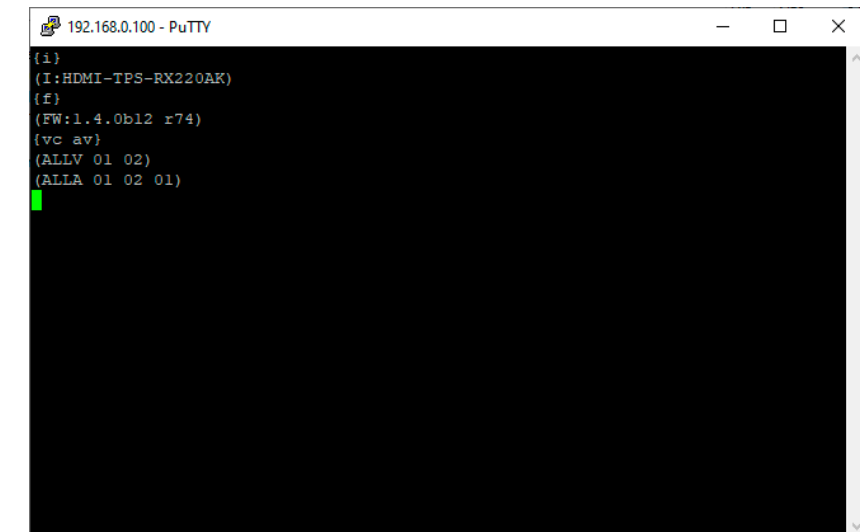 192.168.0.100 - PuTTY
{i}
(I:HDMI-TPS-RX220AK)
{f}
(FW:1.4.0b12 r74)
{vc av}
(ALLV 01 02)
(ALLA 01 02 01)